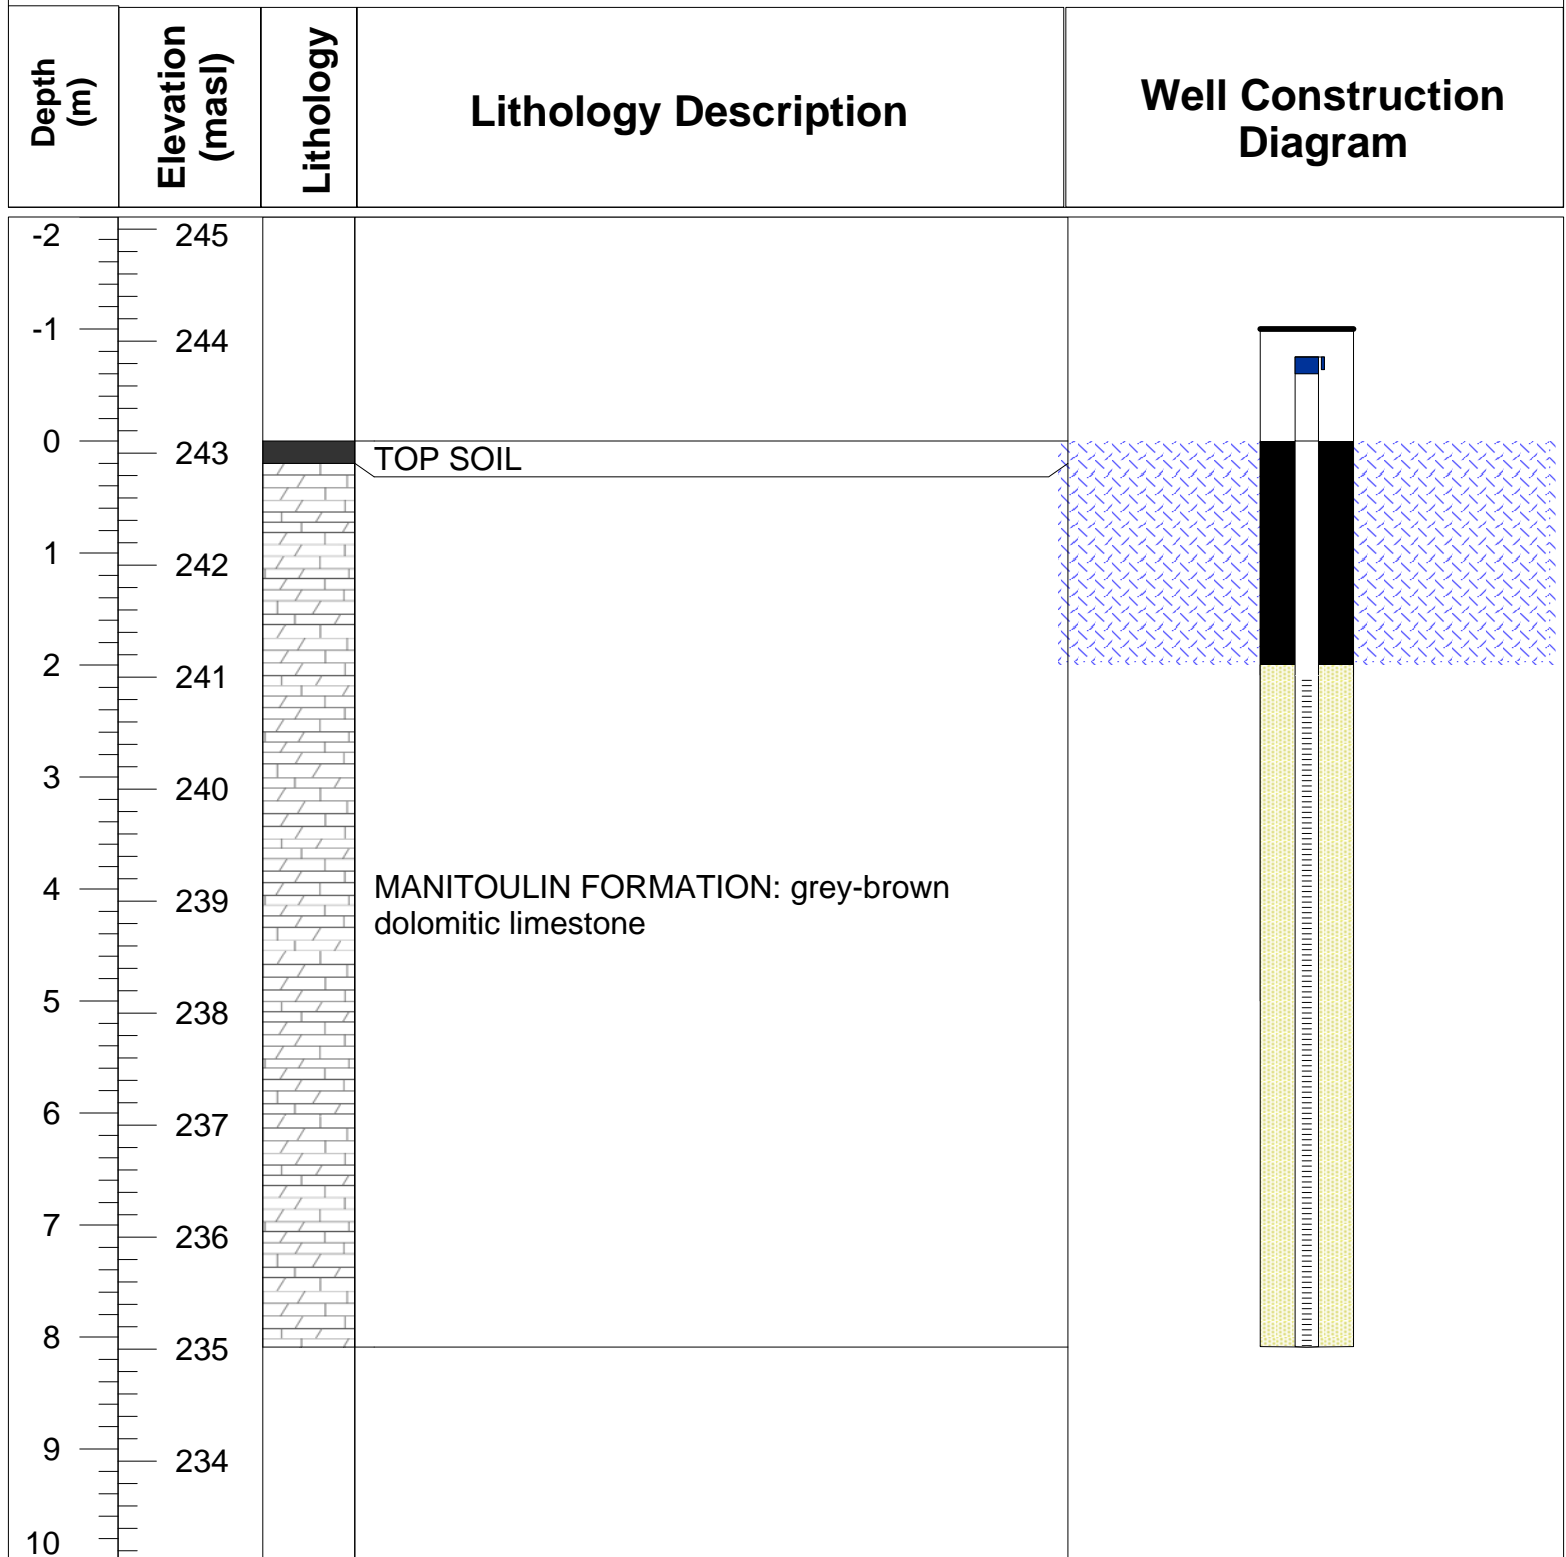 Depth
(m)
Elevation
(masl)
Lithology
Lithology Description
Well Construction
Diagram
-2
245
-1
244
0
243
TOP SOIL
1
242
2
241
3
240
4
239
MANITOULIN FORMATION: grey-brown
dolomitic limestone
5
238
6
237
7
236
8
235
9
234
10